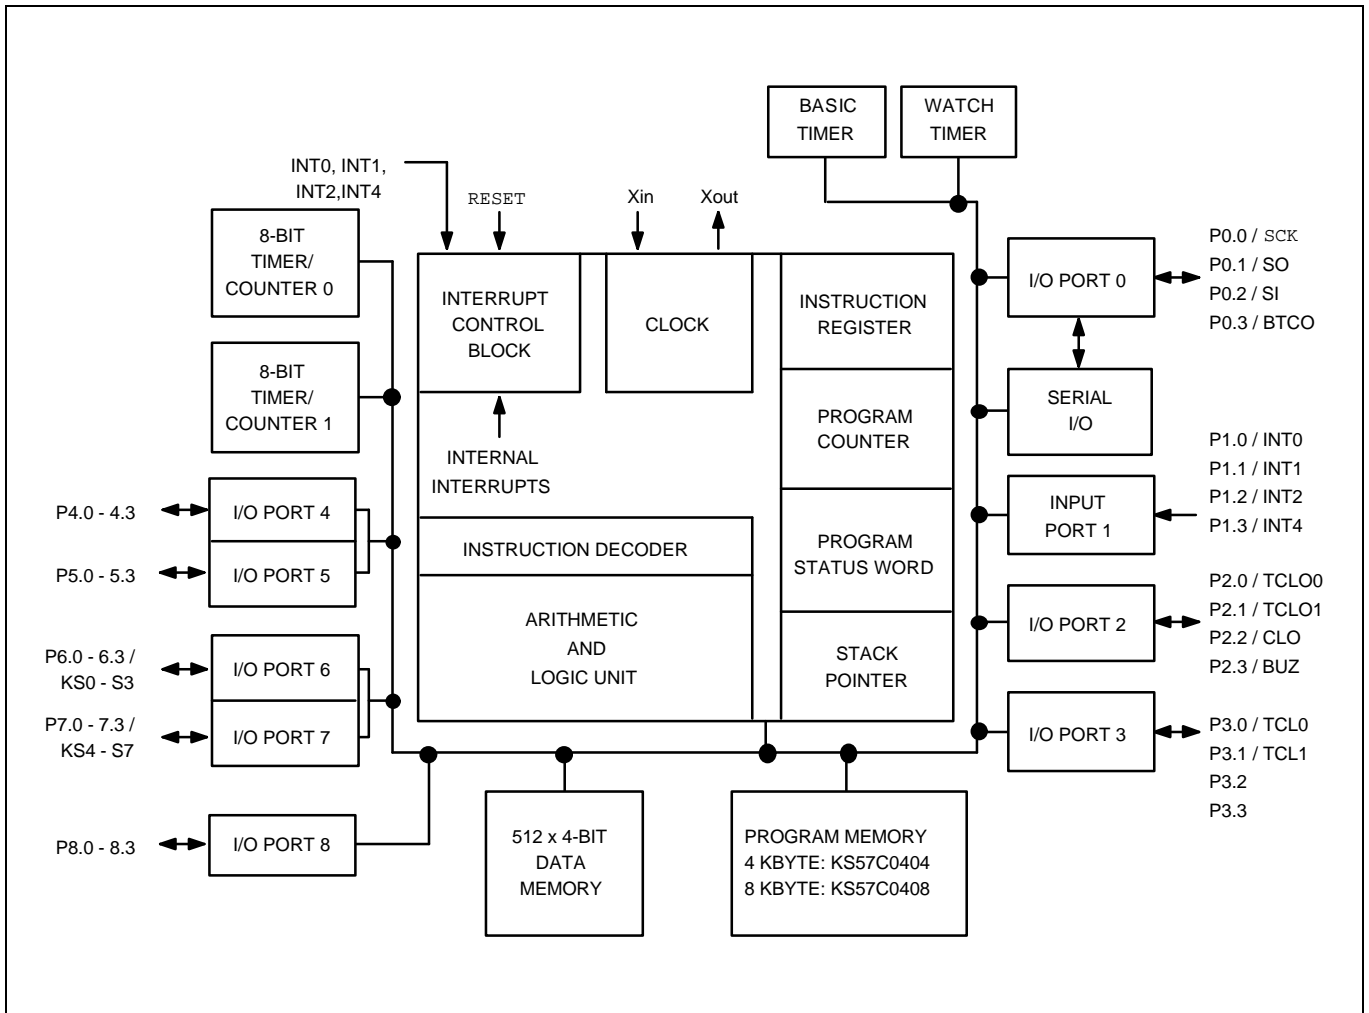 BASIC
TIMER
WATCH
TIMER
INT0, INT1,
INT2,INT4
RESET
Xin
Xout
8-BIT
TIMER/
COUNTER 0
INTERRUPT
CONTROL
BLOCK
CLOCK
INSTRUCTION
REGISTER
I/O PORT 0
P0.0 / SCK
P0.1 / SO
P0.2 / SI
P0.3 / BTCO
8-BIT
TIMER/
COUNTER 1
PROGRAM
COUNTER
SERIAL
I/O
INTERNAL
INTERRUPTS
P1.0 / INT0
P1.1 / INT1
P1.2 / INT2
P1.3 / INT4
INPUT
PORT 1
P4.0 - 4.3
I/O PORT 4
P5.0 - 5.3
I/O PORT 5
INSTRUCTION DECODER
PROGRAM
STATUS WORD
P2.0 / TCLO0
P2.1 / TCLO1
P2.2 / CLO
P2.3 / BUZ
I/O PORT 2
ARITHMETIC
AND
LOGIC UNIT
STACK
POINTER
P6.0 - 6.3 /
KS0 - S3
I/O PORT 6
P7.0 - 7.3 /
KS4 - S7
I/O PORT 7
I/O PORT 3
P3.0 / TCL0
P3.1 / TCL1
P3.2
P3.3
P8.0 - 8.3
I/O PORT 8
512 x 4-BIT
DATA
MEMORY
PROGRAM MEMORY
4 KBYTE: KS57C0404
8 KBYTE: KS57C0408